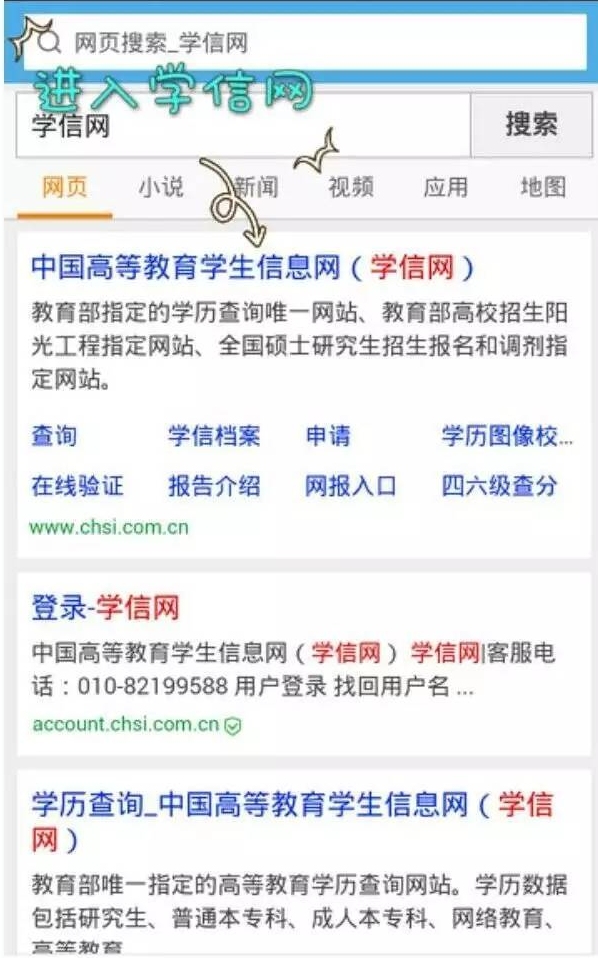 网页搜索_学信网
进入学信网
学信网
搜索
网页 小说 新闻 视频 应用 地图
中国高等教育学生信息网（学信网）
教育部指定的学历查询唯一网站、教育部高校招生阳
光工程指定网站、全国硕士研究生招生报名和调剂指
定网站。
查询 学信档案 申请 学历图像校...
在线验证 报告介绍 网报入口 四六级查分
www.chsi.com.cn
登录-学信网
中国高等教育学生信息网（学信网） 学信网|客服电
话：010-82199588 用户登录 找回用户名 ...
account.chsi.com.cn
学历查询_中国高等教育学生信息网（学信
网）
教育部唯一指定的高等教育学历查询网站。学历数据
包括研究生、普通本专科、成人本专科、网络教育、
高等教育